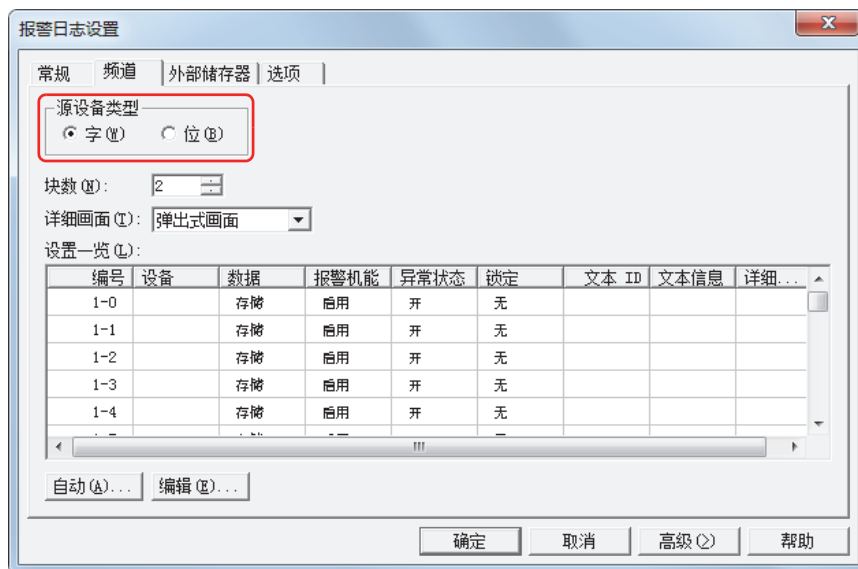 报警日志设置
常规 频道 外部储存器 选项
源设备类型
字(W) 位(B)
块数(N): 2
详细画面(T): 弹出式画面
设置一览(L):
编号 设备 数据 报警机能 异常状态 锁定 文本 ID 文本信息 详细...
1-0 存储 启用 开 无
1-1 存储 启用 开 无
1-2 存储 启用 开 无
1-3 存储 启用 开 无
1-4 存储 启用 开 无
自动(A)... 编辑(E)...
确定 取消 高级(>) 帮助